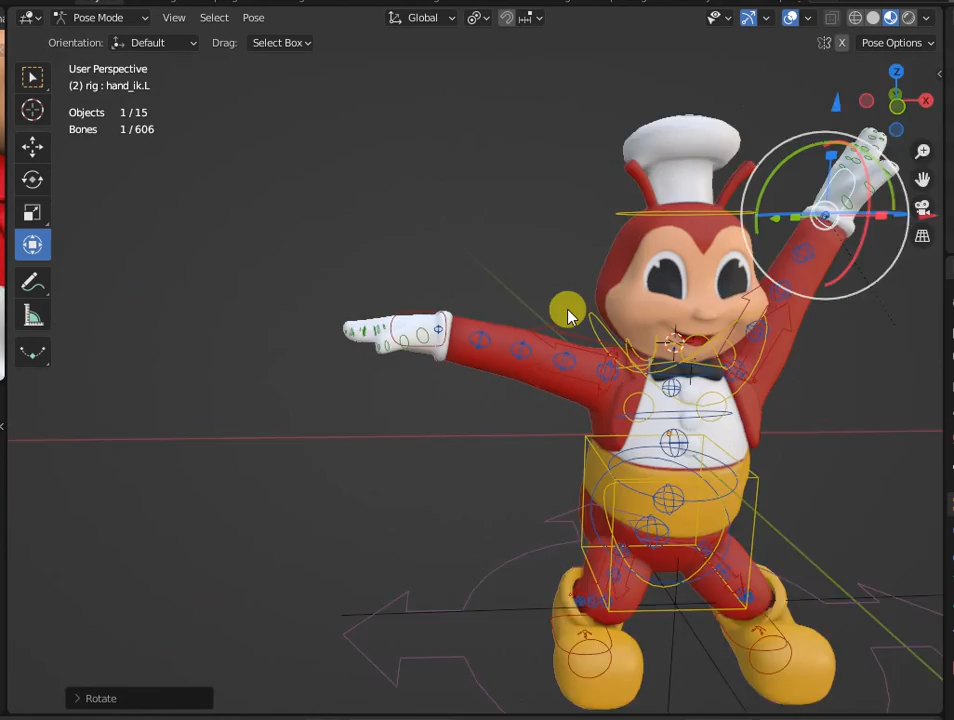 Pose Mode View Select Pose Global
Orientation: Default Drag: Select Box X Pose Options
User Perspective
(2) rig : hand_ik.L
Objects 1 / 15
Bones 1 / 606
Z
X
Rotate